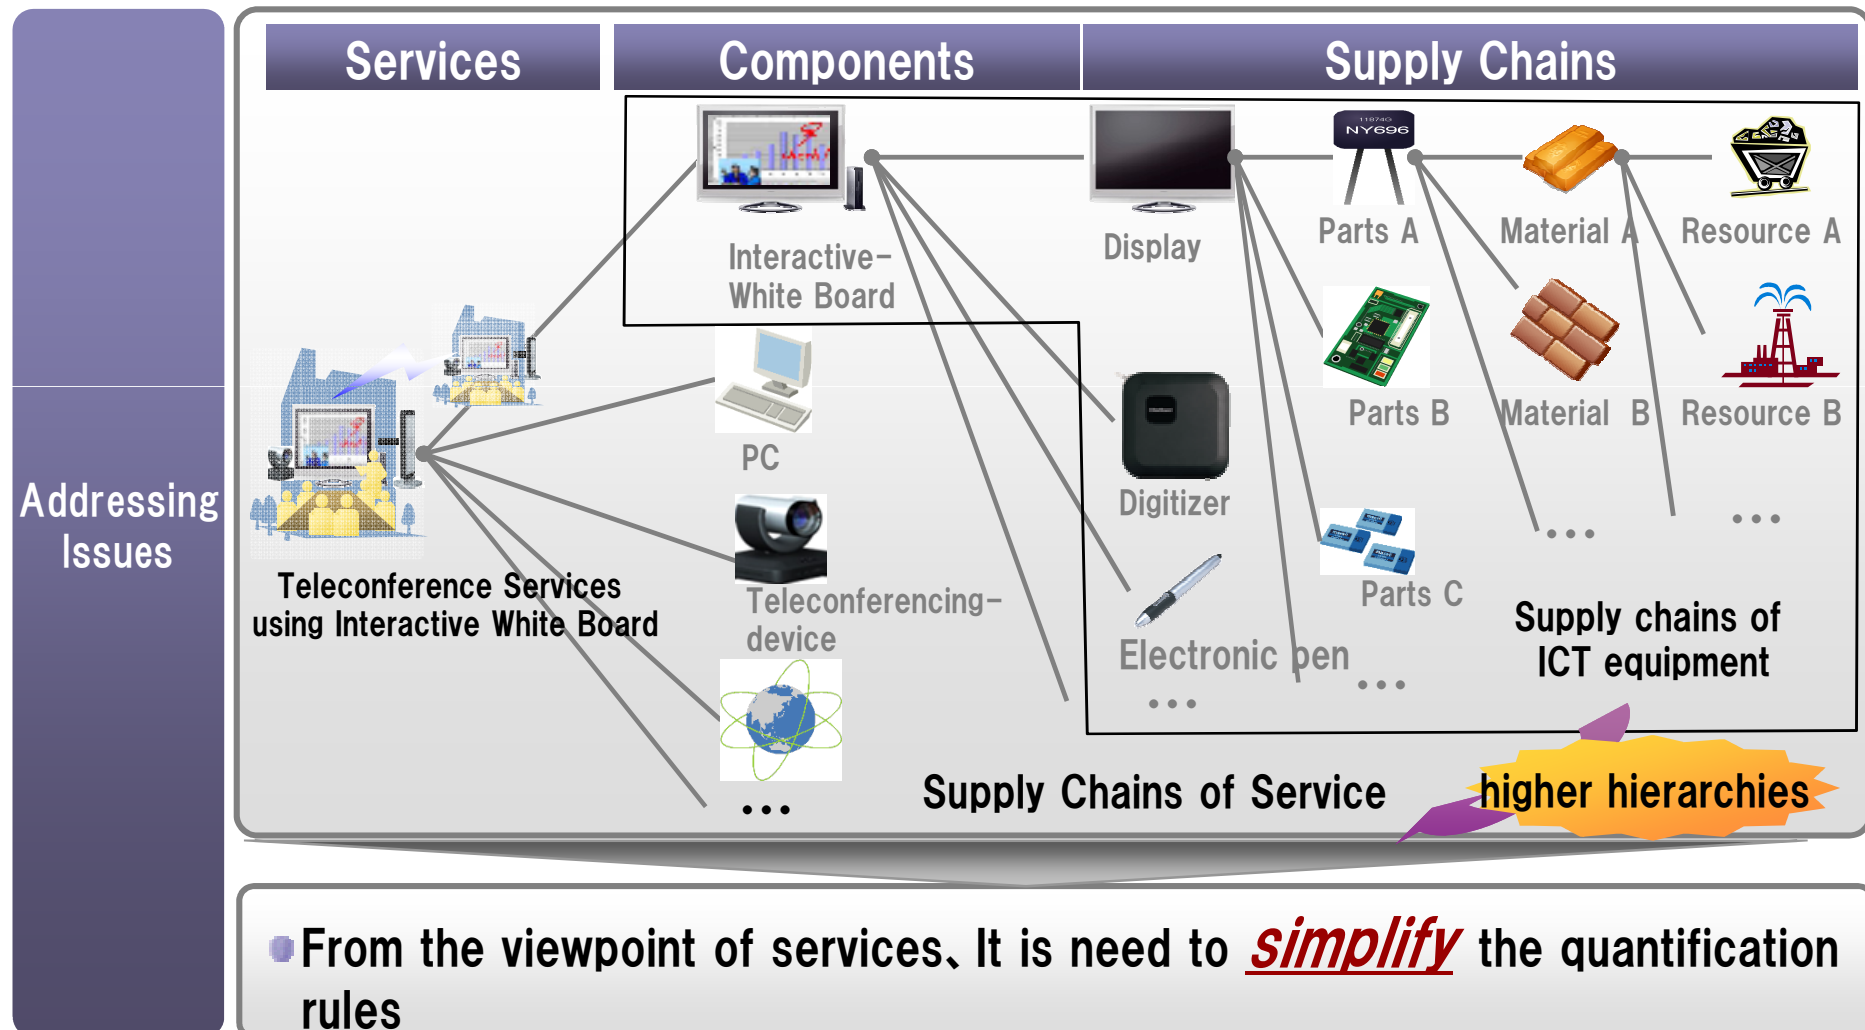 Services
Components
Supply Chains
Addressing
Issues
11874G
NY696
Interactive-
White Board
Display
Parts A
Material A
Resource A
PC
Digitizer
Parts B
Material B
Resource B
Teleconference Services
using Interactive White Board
Teleconferencing-
device
Electronic pen
Parts C
...
...
...
...
...
Supply chains of
ICT equipment
Supply Chains of Service
higher hierarchies
From the viewpoint of services、It is need to simplify the quantification
rules